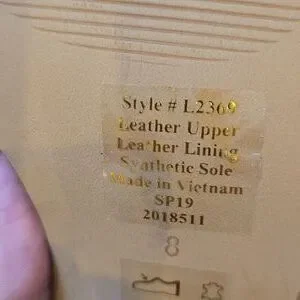 Style # L2369
Leather Upper
Leather Lining
Synthetic Sole
Made in Vietnam
SP19
2018511
8